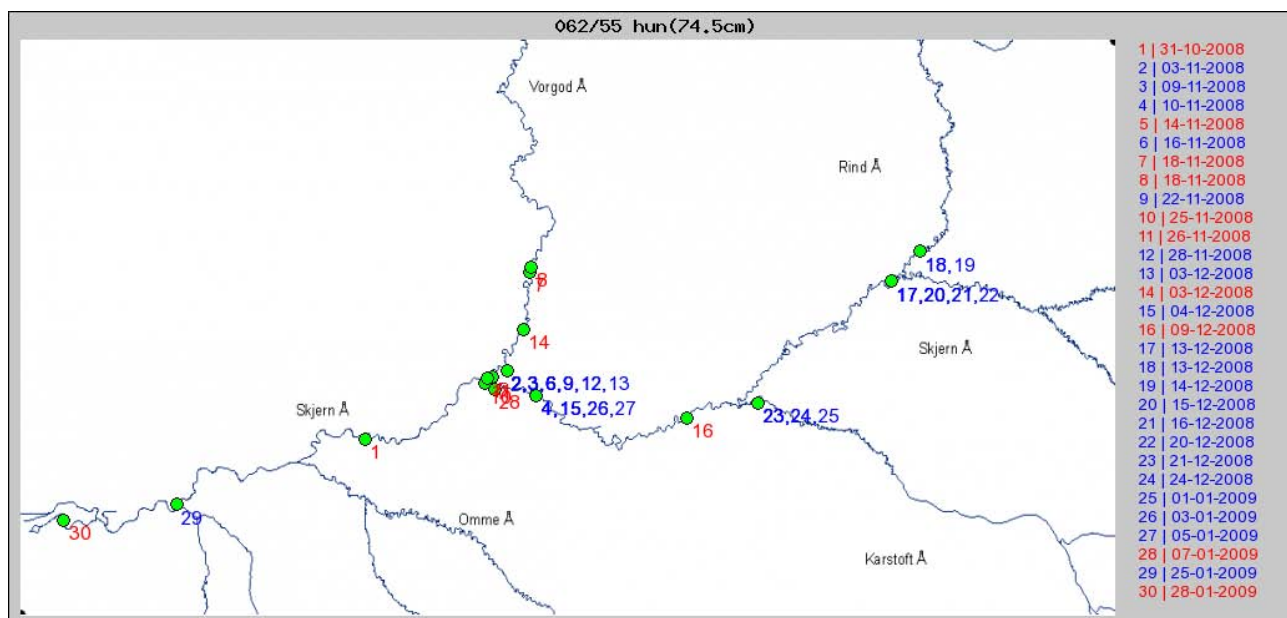 062/55 hun(74.5cm)
Vorgod Å
Rind Å
18,19
8
7
17,20,21,22
14
Skjern Å
2,3,6,9,12,13
28
4,15,26,27
23,24,25
Skjern Å
16
1
29
Omme Å
30
Karstoft Å
1 | 31-10-2008
2 | 03-11-2008
3 | 09-11-2008
4 | 10-11-2008
5 | 14-11-2008
6 | 16-11-2008
7 | 18-11-2008
8 | 18-11-2008
9 | 22-11-2008
10 | 25-11-2008
11 | 26-11-2008
12 | 28-11-2008
13 | 03-12-2008
14 | 03-12-2008
15 | 04-12-2008
16 | 09-12-2008
17 | 13-12-2008
18 | 13-12-2008
19 | 14-12-2008
20 | 15-12-2008
21 | 16-12-2008
22 | 20-12-2008
23 | 21-12-2008
24 | 24-12-2008
25 | 01-01-2009
26 | 03-01-2009
27 | 05-01-2009
28 | 07-01-2009
29 | 25-01-2009
30 | 28-01-2009